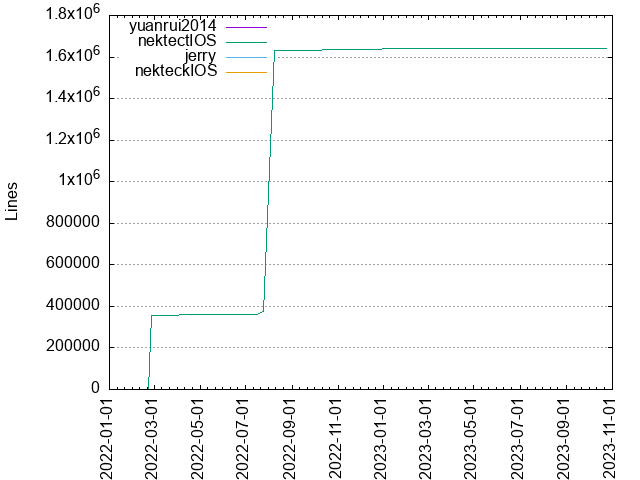 yuanrui2014
nektectIOS
jerry
nekteckIOS
1.8x10^6
1.6x10^6
1.4x10^6
1.2x10^6
1x10^6
800000
600000
400000
200000
0
Lines
2022-01-01
2022-03-01
2022-05-01
2022-07-01
2022-09-01
2022-11-01
2023-01-01
2023-03-01
2023-05-01
2023-07-01
2023-09-01
2023-11-01